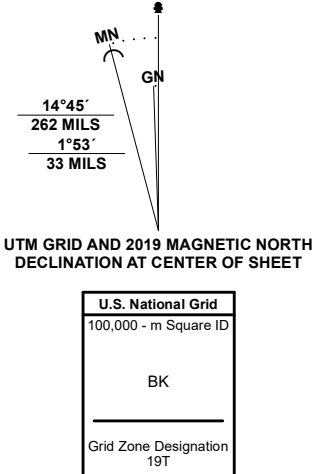 MN
GN
14°45´
262 MILS
1°53´
33 MILS
UTM GRID AND 2019 MAGNETIC NORTH
DECLINATION AT CENTER OF SHEET
U.S. National Grid
100,000 - m Square ID
BK
Grid Zone Designation
19T